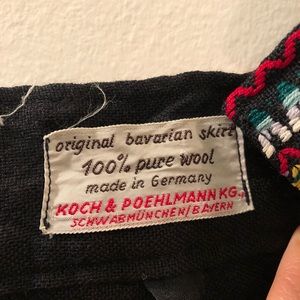 original bavarian skirt
100% pure wool
made in Germany
KOCH & POEHLMANN KG.
SCHWABMÜNCHEN/BAYERN